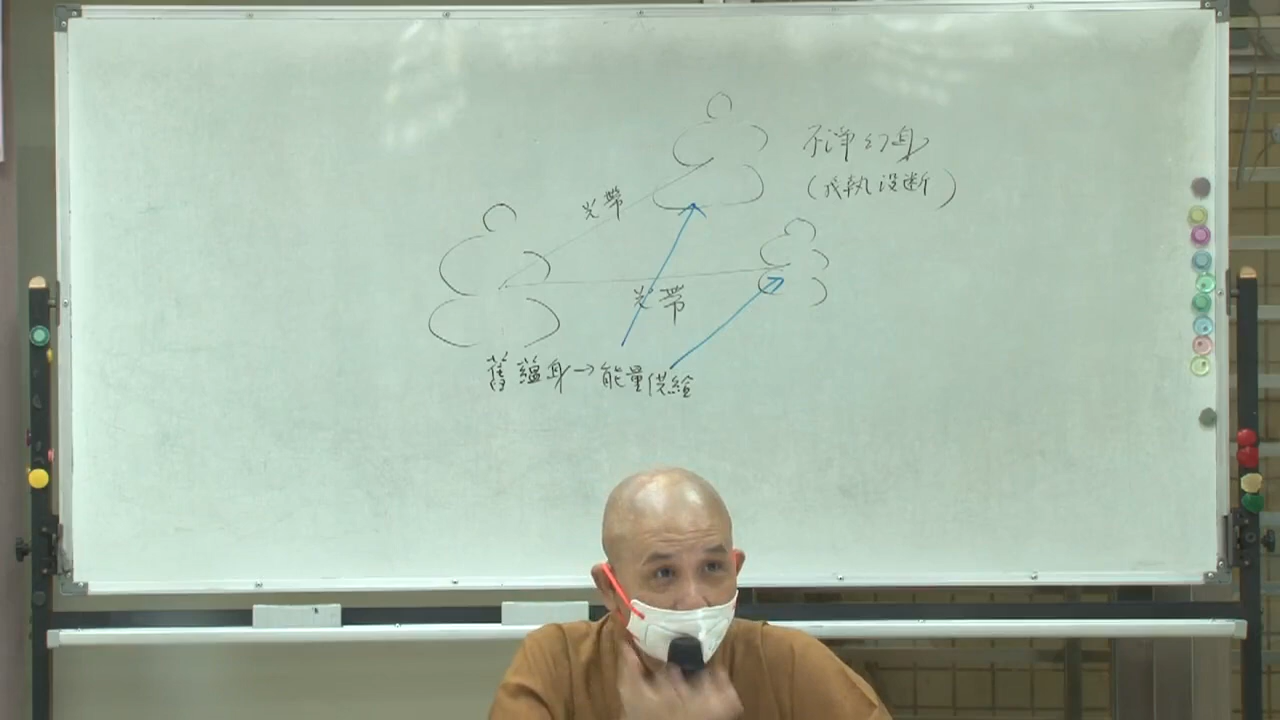 不淨幻身
(我執沒斷)
光帶
光帶
舊蘊身→能量供給